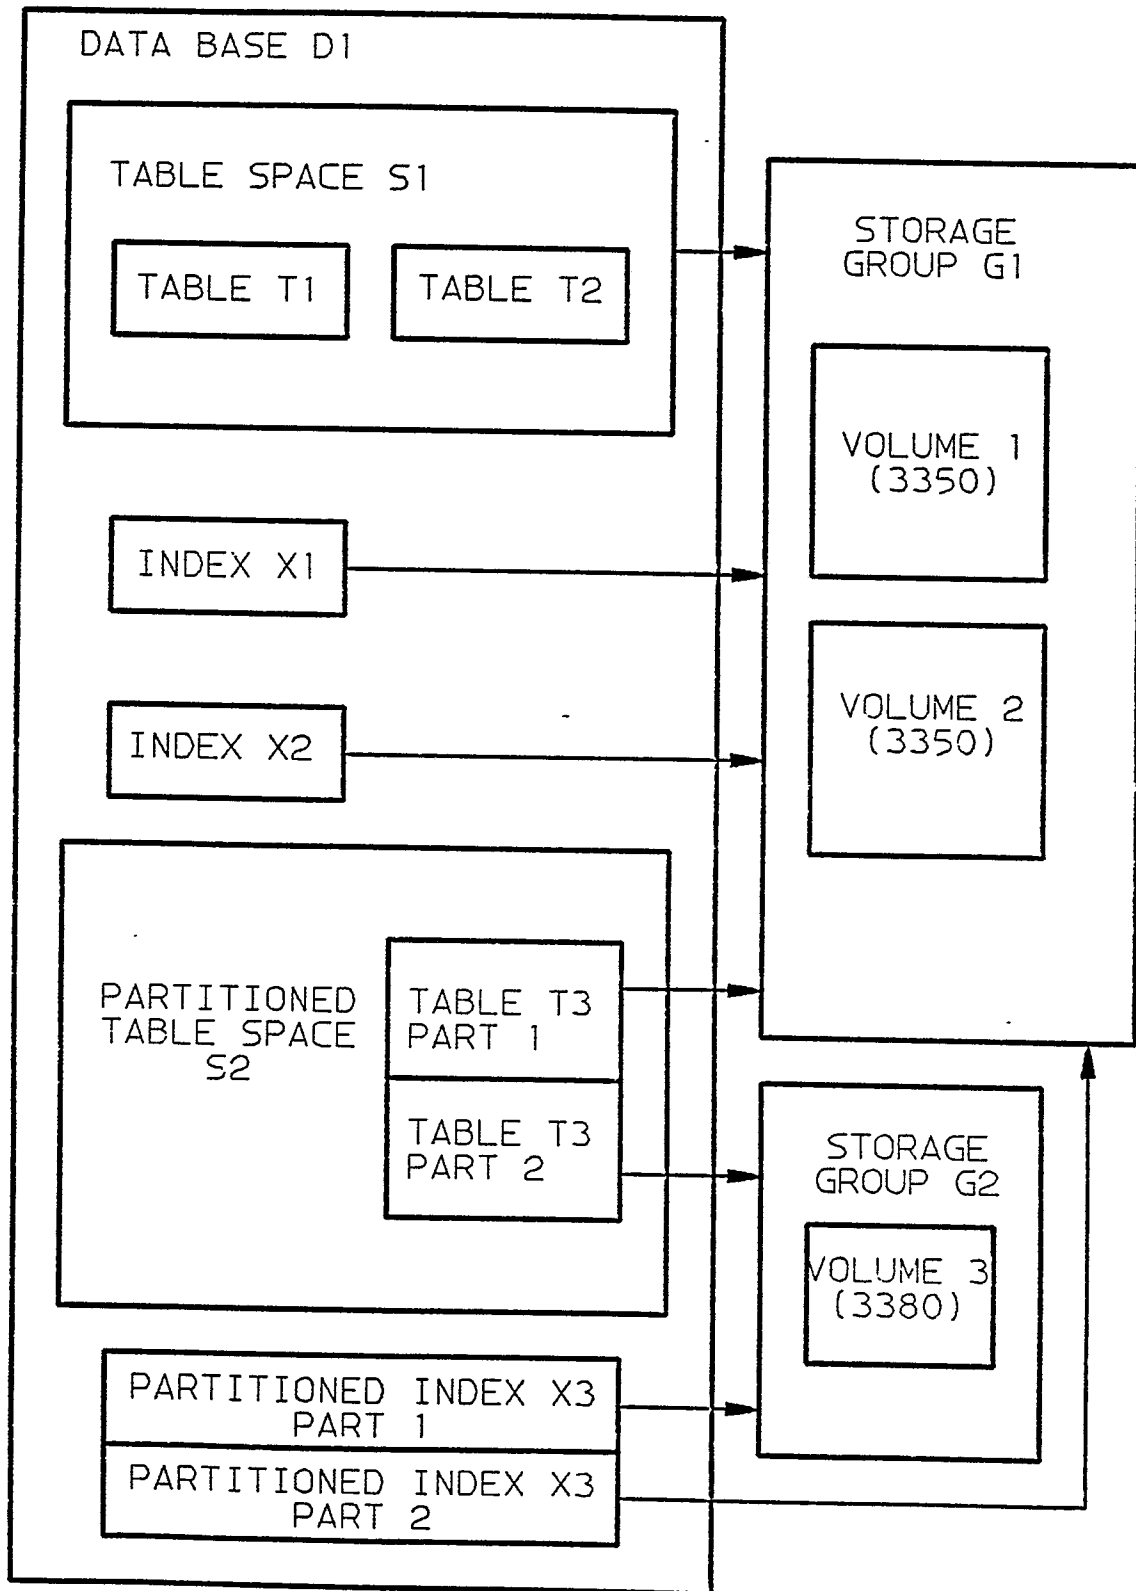 DATA BASE D1
TABLE SPACE S1
TABLE T1
TABLE T2
STORAGE
GROUP G1
VOLUME 1
(3350)
INDEX X1
VOLUME 2
(3350)
INDEX X2
PARTITIONED
TABLE SPACE
S2
TABLE T3
PART 1
TABLE T3
PART 2
STORAGE
GROUP G2
VOLUME 3
(3380)
PARTITIONED INDEX X3
PART 1
PARTITIONED INDEX X3
PART 2